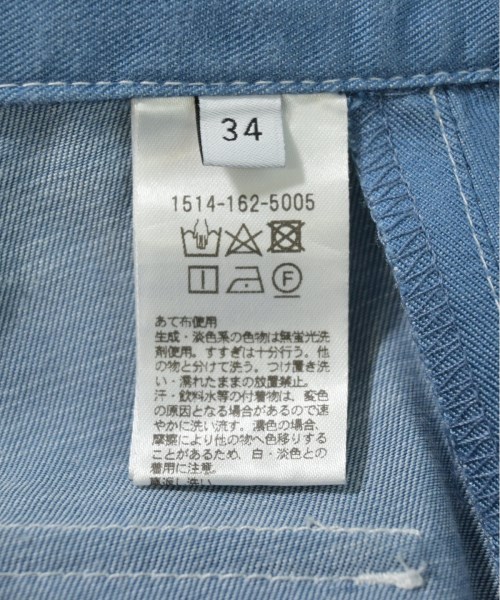 34
1514-162-5005
F
あて布使用
生成・淡色系の色物は無蛍光洗
剤使用。すすぎは十分行う。他
の物と分けて洗う。つけ置き洗
い・濡れたままの放置禁止。
汗・飲料水等の付着物は、変色
の原因となる場合があるので速
やかに洗い流す。濃色の場合、
摩擦により他の物へ色移りする
ことがあるため、白・淡色との
着用に注意。
裏返し洗い